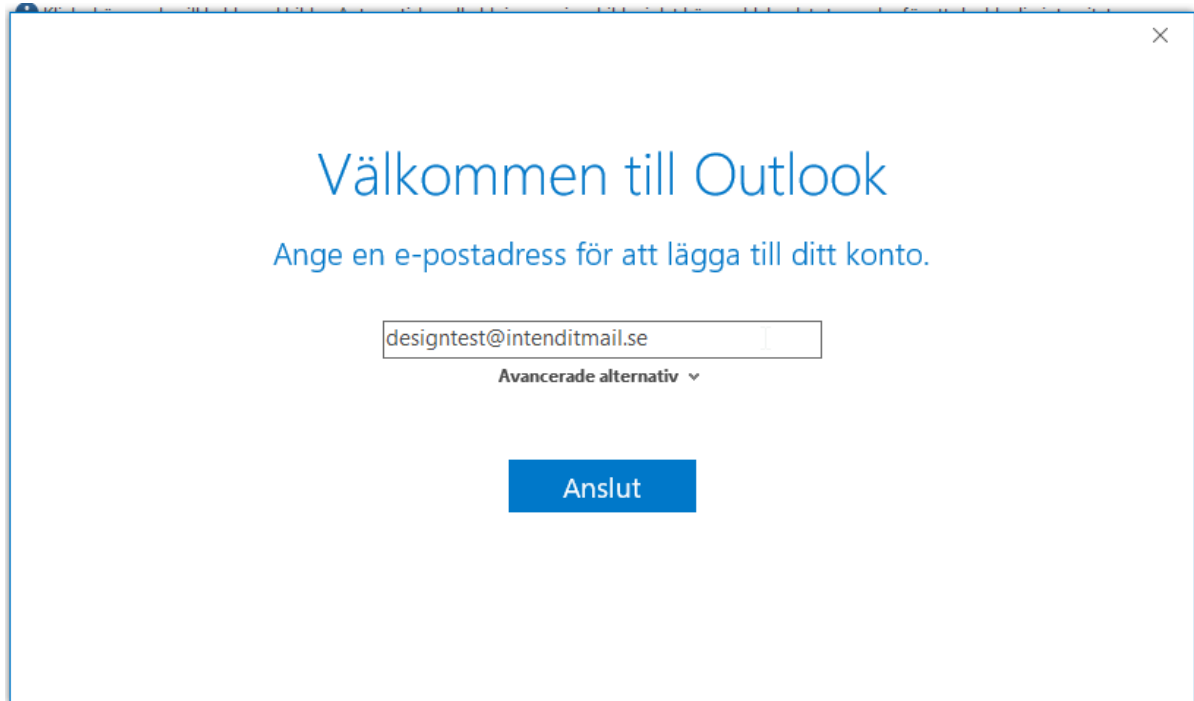 Välkommen till Outlook
Ange en e-postadress för att lägga till ditt konto.
designtest@intenditmail.se
Avancerade alternativ
Anslut